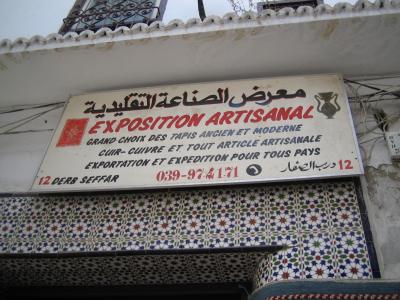 معرض الصناعة التقليدية
EXPOSITION ARTISANAL
GRAND CHOIX DES TAPIS ANCIEN ET MODERNE
CUIR-CUIVRE ET TOUT ARTICLE ARTISANALE
EXPORTATION ET EXPEDITION POUR TOUS PAYS
12 DERB SEFFAR 039-974171 درب الصفار 12